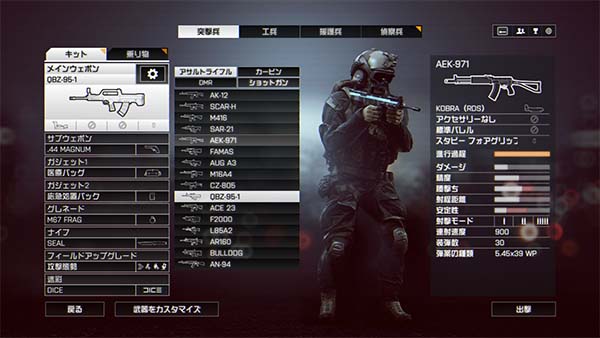 突撃兵
工兵
援護兵
偵察兵
キット
乗り物
メインウェポン
QBZ-95-1
サブウェポン
.44 MAGNUM
ガジェット1
医療バッグ
ガジェット2
応急処置パック
グレネード
M67 FRAG
ナイフ
SEAL
フィールドアップグレード
攻撃態勢
迷彩
DICE
アサルトライフル
カービン
DMR
ショットガン
AK-12
SCAR-H
M416
SAR-21
AEK-971
FAMAS
AUG A3
M16A4
CZ-805
QBZ-95-1
ACE 23
F2000
L85A2
AR160
BULLDOG
AN-94
AEK-971
KOBRA (RDS)
アクセサリーなし
標準バレル
スタビー フォアグリップ
進行過程
ダメージ
精度
腰撃ち
射程距離
安定性
射撃モード
連射速度 900
装弾数 30
弾薬の種類 5.45x39 WP
戻る
武器をカスタマイズ
出撃